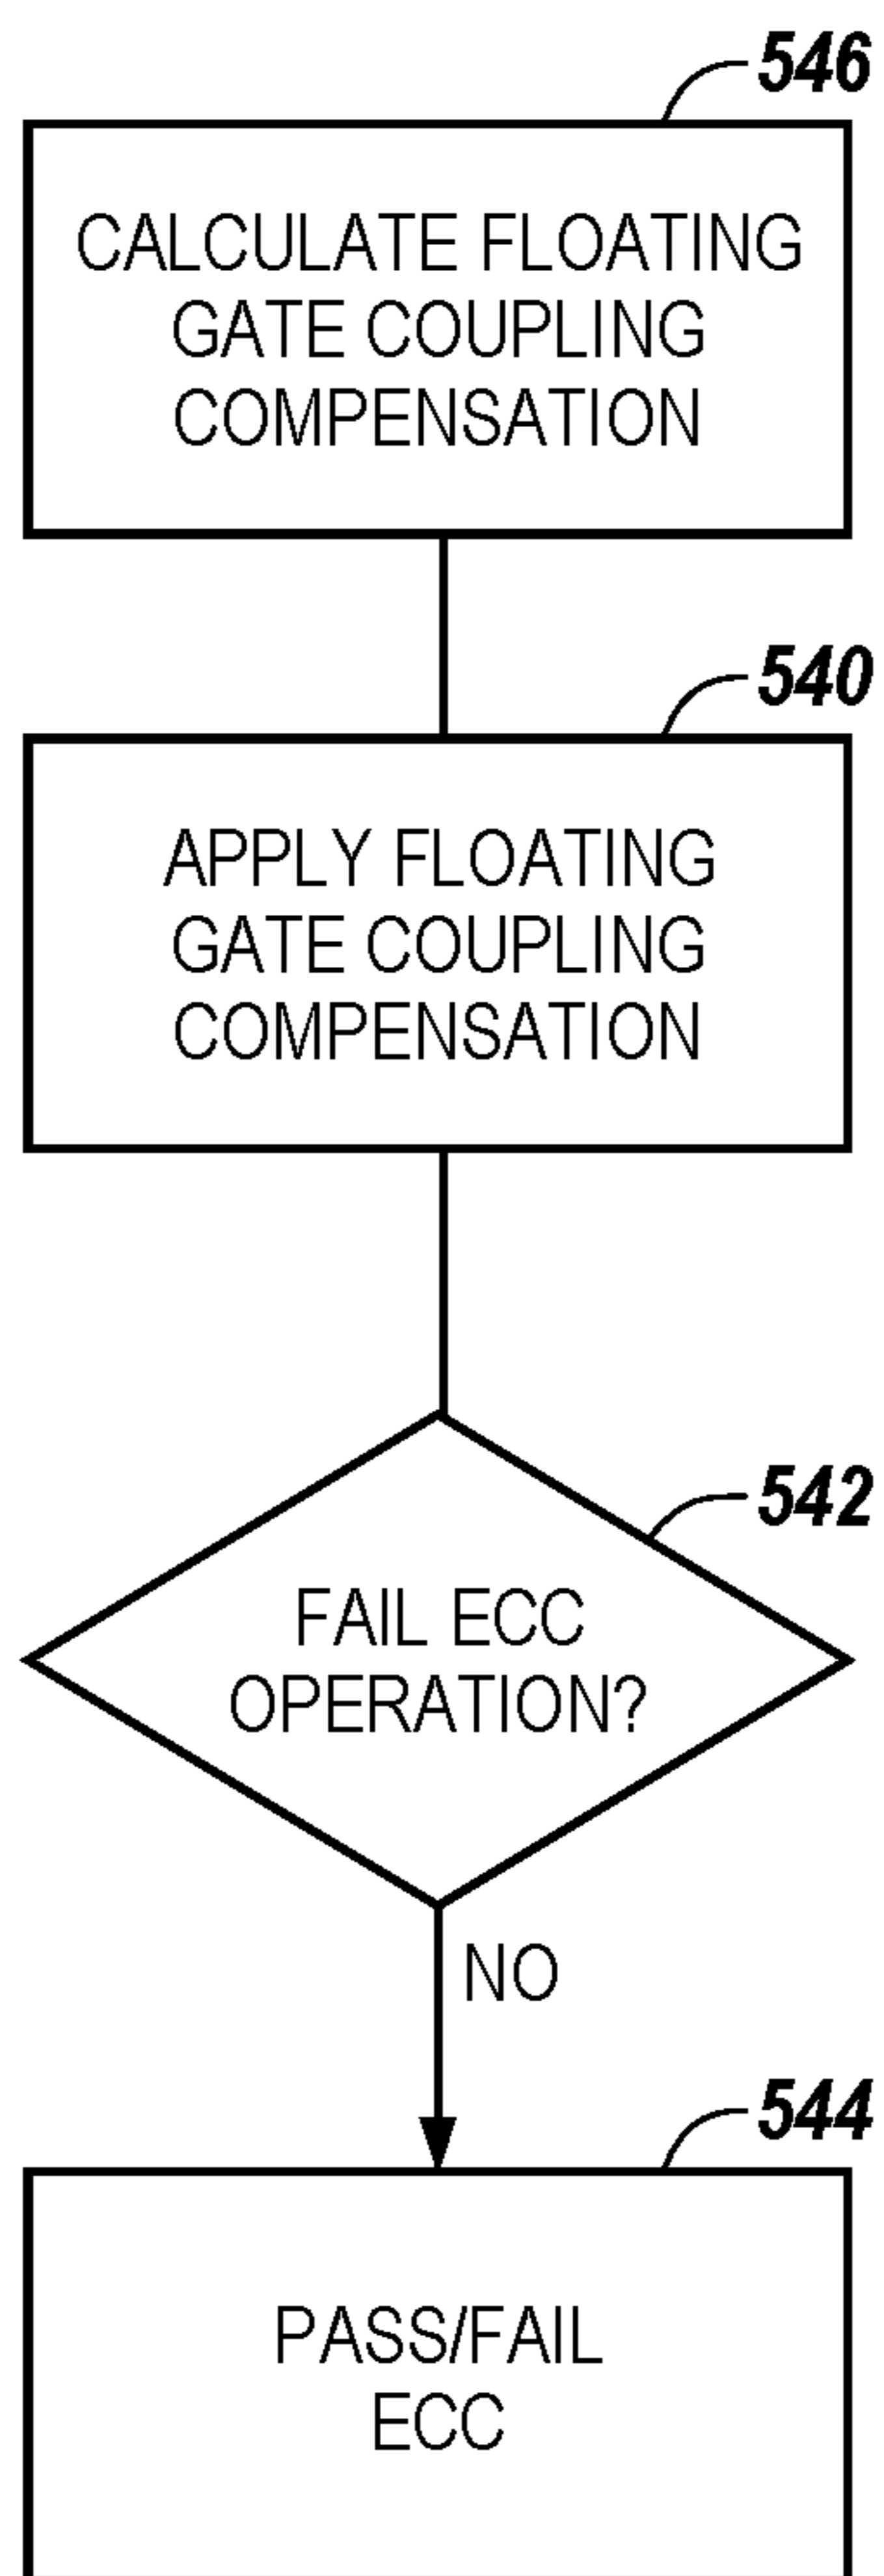 546
CALCULATE FLOATING
GATE COUPLING
COMPENSATION
540
APPLY FLOATING
GATE COUPLING
COMPENSATION
542
FAIL ECC
OPERATION?
NO
544
PASS/FAIL
ECC